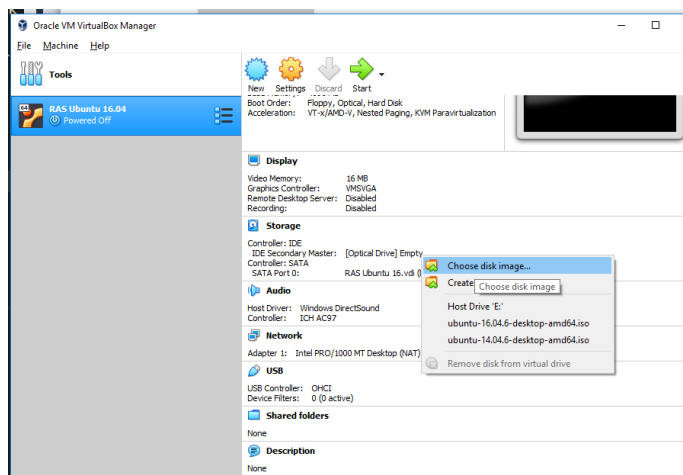 Oracle VM VirtualBox Manager
File Machine Help
Tools
New Settings Discard Start
64
RAS Ubuntu 16.04
Powered Off
Boot Order: Floppy, Optical, Hard Disk
Acceleration: VT-x/AMD-V, Nested Paging, KVM Paravirtualization
Display
Video Memory: 16 MB
Graphics Controller: VMSVGA
Remote Desktop Server: Disabled
Recording: Disabled
Storage
Controller: IDE
IDE Secondary Master: [Optical Drive] Empty
Controller: SATA
SATA Port 0: RAS Ubuntu 16.vdi
Choose disk image...
Create
Choose disk image
Host Drive 'E:'
ubuntu-16.04.6-desktop-amd64.iso
ubuntu-14.04.6-desktop-amd64.iso
Remove disk from virtual drive
Audio
Host Driver: Windows DirectSound
Controller: ICH AC97
Network
Adapter 1: Intel PRO/1000 MT Desktop (NAT)
USB
USB Controller: OHCI
Device Filters: 0 (0 active)
Shared folders
None
Description
None